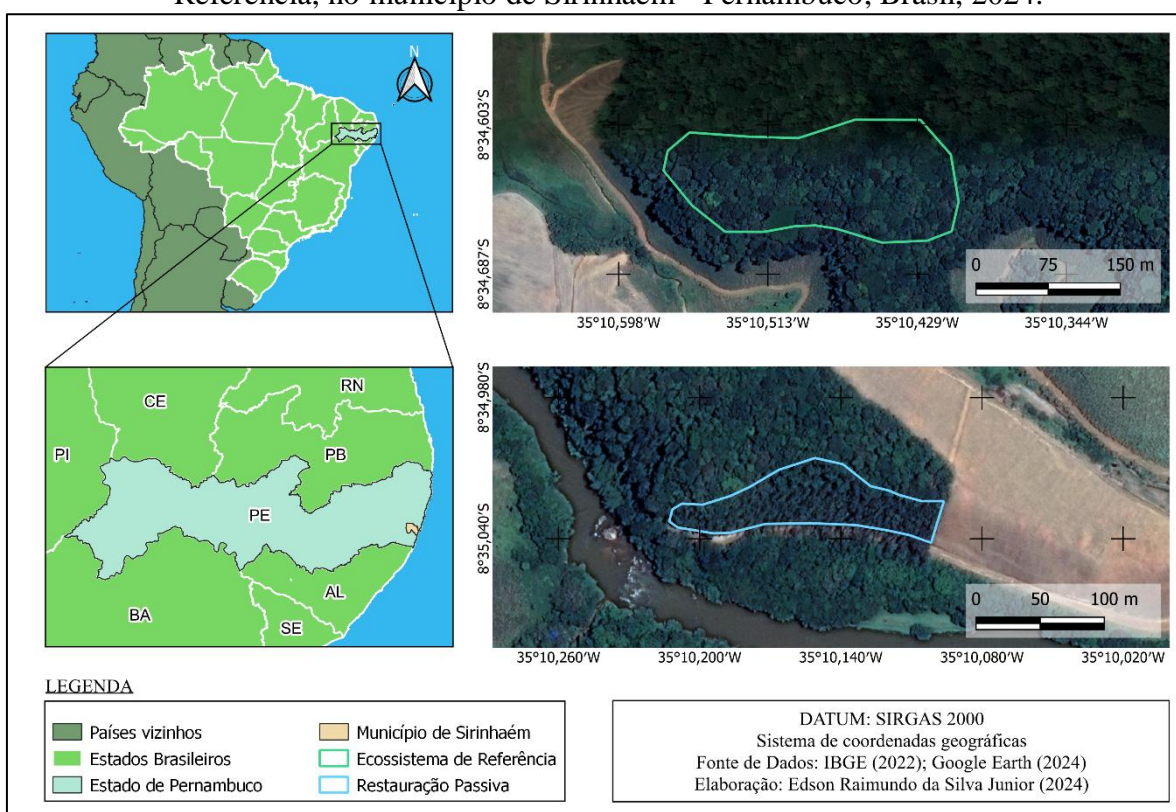 Referência, no município de Sirinhaém - Pernambuco, Brasil, 2024.
N
8°34,603'S
8°34,687'S
0 75 150 m
35°10,598'W 35°10,513'W 35°10,429'W 35°10,344'W
RN
CE
PI
PB
PE
AL
BA
SE
8°34,980'S
8°35,040'S
0 50 100 m
35°10,260'W 35°10,200'W 35°10,140'W 35°10,080'W 35°10,020'W
LEGENDA
Países vizinhos
Estados Brasileiros
Estado de Pernambuco
Município de Sirinhaém
Ecossistema de Referência
Restauração Passiva
DATUM: SIRGAS 2000
Sistema de coordenadas geográficas
Fonte de Dados: IBGE (2022); Google Earth (2024)
Elaboração: Edson Raimundo da Silva Junior (2024)